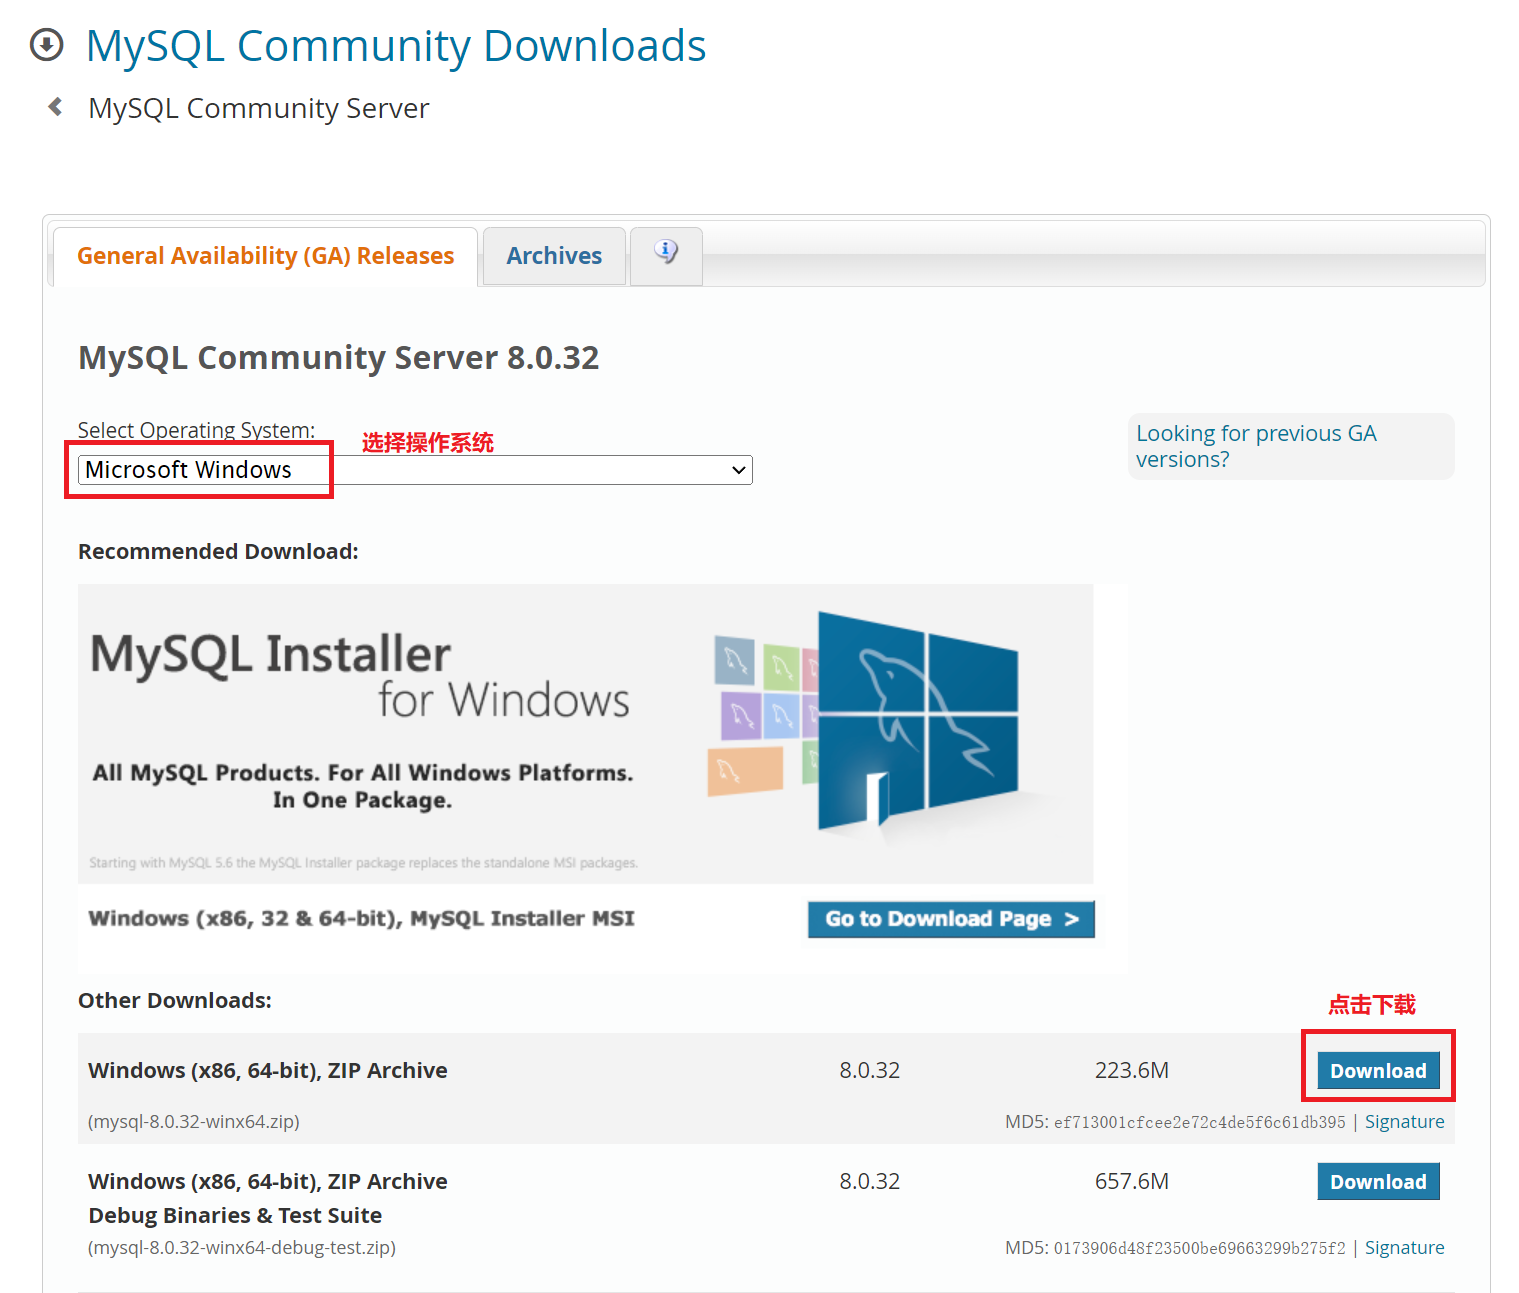 MySQL Community Downloads
MySQL Community Server
General Availability (GA) Releases
Archives
MySQL Community Server 8.0.32
Select Operating System:
选择操作系统
Microsoft Windows
Looking for previous GA
versions?
Recommended Download:
MySQL Installer
for Windows
All MySQL Products. For All Windows Platforms.
In One Package.
Starting with MySQL 5.6 the MySQL Installer package replaces the standalone MSI packages.
Windows (x86, 32 & 64-bit), MySQL Installer MSI
Go to Download Page >
Other Downloads:
点击下载
Windows (x86, 64-bit), ZIP Archive 8.0.32 223.6M Download
(mysql-8.0.32-winx64.zip) MD5: ef713001cfcee2e72c4de5f6c61db395 | Signature
Windows (x86, 64-bit), ZIP Archive 8.0.32 657.6M Download
Debug Binaries & Test Suite
(mysql-8.0.32-winx64-debug-test.zip) MD5: 0173906d48f23500be69663299b275f2 | Signature